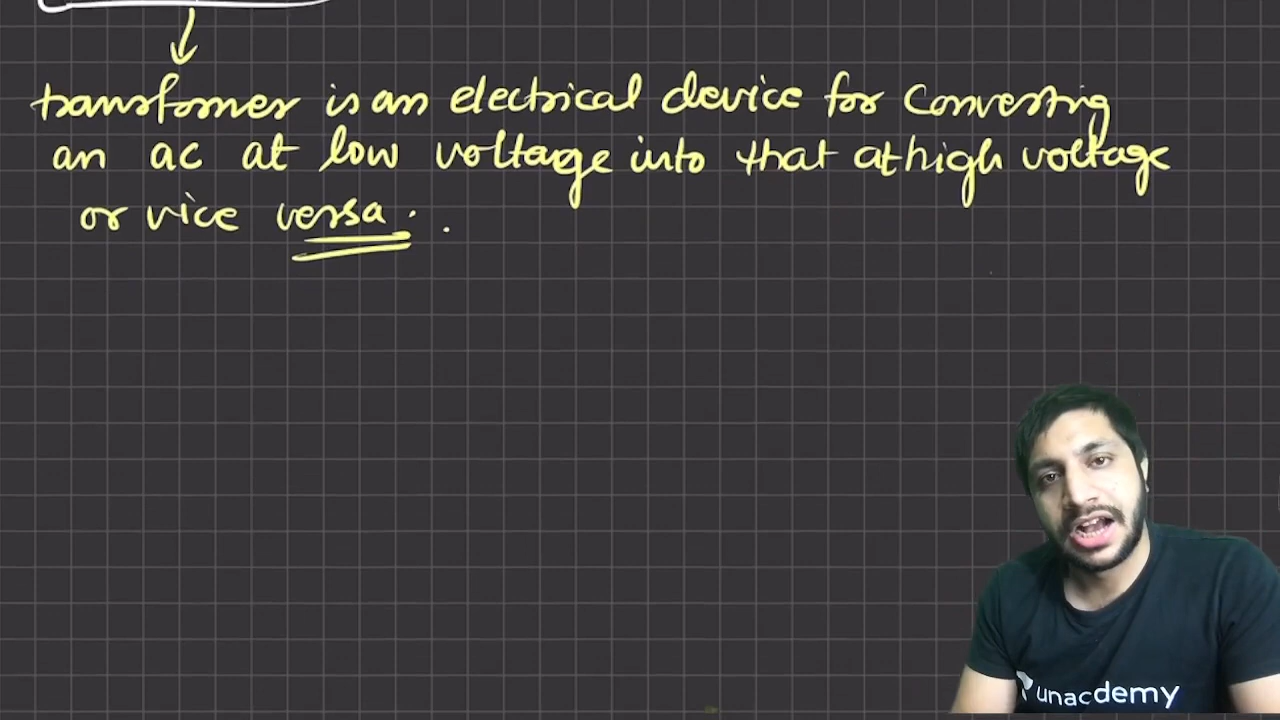 transformer is an electrical device for converting
an ac at low voltage into that at high voltage
or vice versa.
unacdemy